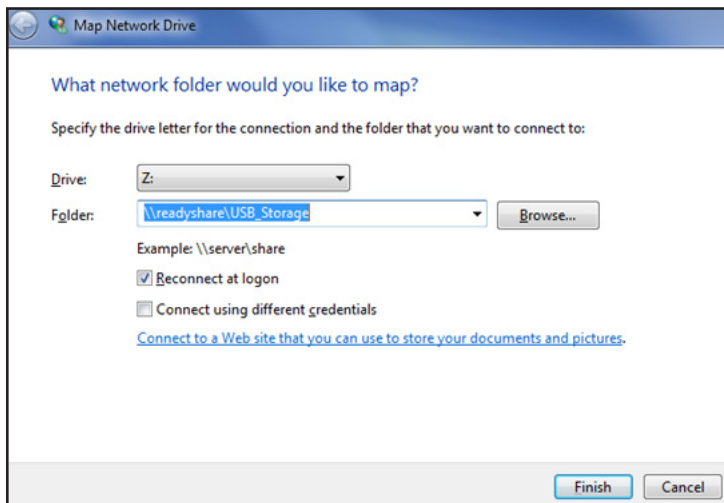 Map Network Drive
What network folder would you like to map?
Specify the drive letter for the connection and the folder that you want to connect to:
Drive: Z:
Folder: \\readyshare\USB_Storage Browse...
Example: \\server\share
Reconnect at logon
Connect using different credentials
Connect to a Web site that you can use to store your documents and pictures.
Finish Cancel